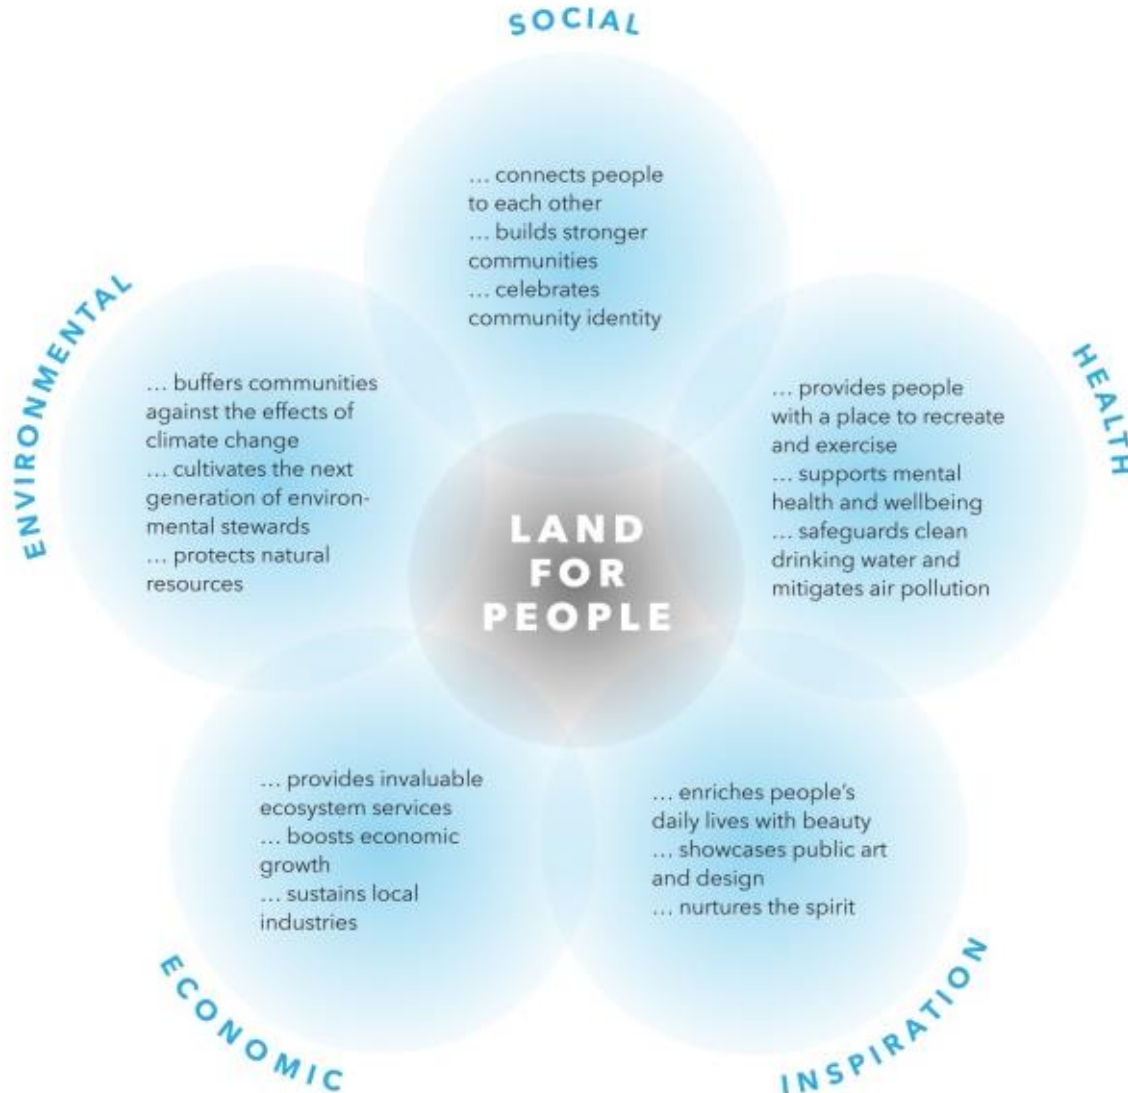 SOCIAL
… connects people
to each other
… builds stronger
communities
… celebrates
community identity
ENVIRONMENTAL
… buffers communities
against the effects of
climate change
… cultivates the next
generation of environ-
mental stewards
… protects natural
resources
HEALTH
… provides people
with a place to recreate
and exercise
… supports mental
health and wellbeing
… safeguards clean
drinking water and
mitigates air pollution
LAND
FOR
PEOPLE
… provides invaluable
ecosystem services
… boosts economic
growth
… sustains local
industries
ECONOMIC
… enriches people’s
daily lives with beauty
… showcases public art
and design
… nurtures the spirit
INSPIRATION